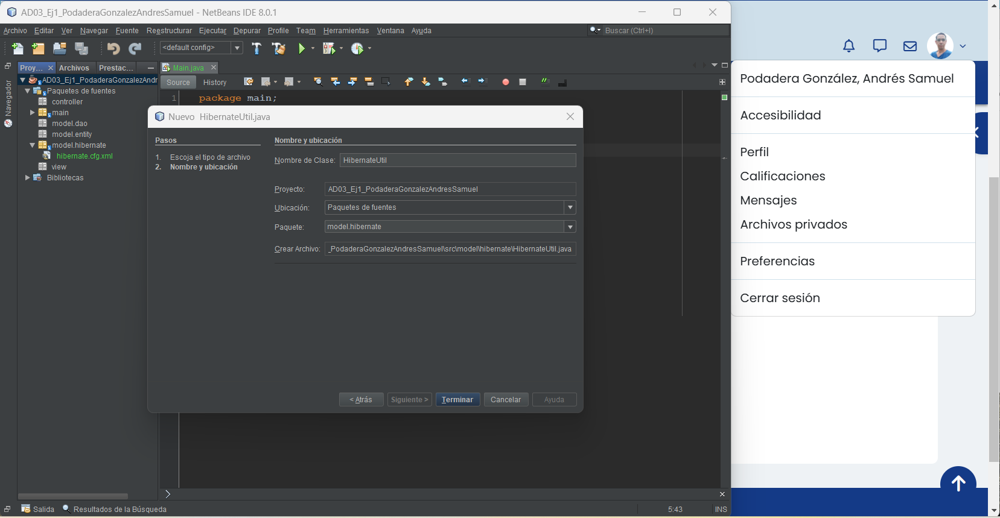 AD03_Ej1_PodaderaGonzalezAndresSamuel - NetBeans IDE 8.0.1
Archivo Editar Ver Navegar Fuente Reestructurar Ejecutar Depurar Profile Team Herramientas Ventana Ayuda
Buscar (Ctrl+I)
<default config>
Proy... Archivos Prestac...
Main.java
Navegador
AD03_Ej1_PodaderaGonzalezAndr
Paquetes de fuentes
controller
main
model.dao
model.entity
model.hibernate
hibernate.cfg.xml
view
Bibliotecas
Source History
1 package main;
Nuevo HibernateUtil.java
Pasos
1. Escoja el tipo de archivo
2. Nombre y ubicación
Nombre y ubicación
Nombre de Clase: HibernateUtil
Proyecto: AD03_Ej1_PodaderaGonzalezAndresSamuel
Ubicación: Paquetes de fuentes
Paquete: model.hibernate
Crear Archivo: _PodaderaGonzalezAndresSamuel\src\model\hibernate\HibernateUtil.java
< Atrás Siguiente > Terminar Cancelar Ayuda
Salida Resultados de la Búsqueda
5:43 INS
Podadera González, Andrés Samuel
Accesibilidad
Perfil
Calificaciones
Mensajes
Archivos privados
Preferencias
Cerrar sesión